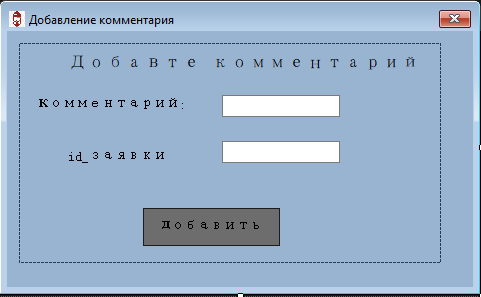 Добавление комментария
Добавте комментарий
Комментарий:
id_заявки
Добавить